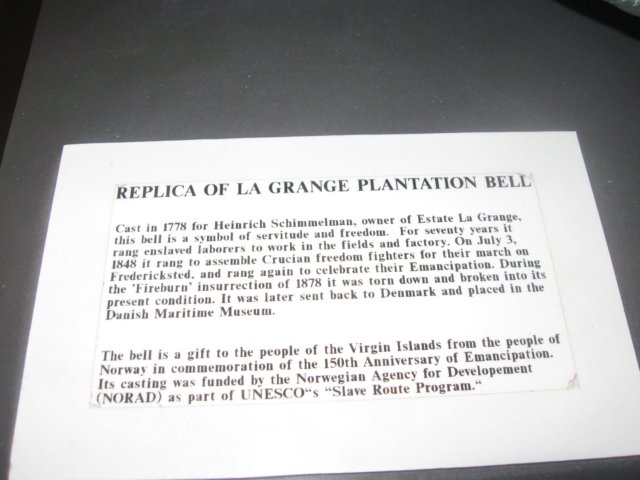 REPLICA OF LA GRANGE PLANTATION BELL
Cast in 1778 for Heinrich Schimmelman, owner of Estate La Grange,
this bell is a symbol of servitude and freedom. For seventy years it
rang enslaved laborers to work in the fields and factory. On July 3,
1848 it rang to assemble Crucian freedom fighters for their march on
Fredericksted, and rang again to celebrate their Emancipation. During
the 'Fireburn' insurrection of 1878 it was torn down and broken into its
present condition. It was later sent back to Denmark and placed in the
Danish Maritime Museum.
The bell is a gift to the people of the Virgin Islands from the people of
Norway in commemoration of the 150th Anniversary of Emancipation.
Its casting was funded by the Norwegian Agency for Developement
(NORAD) as part of UNESCO“s “Slave Route Program.“